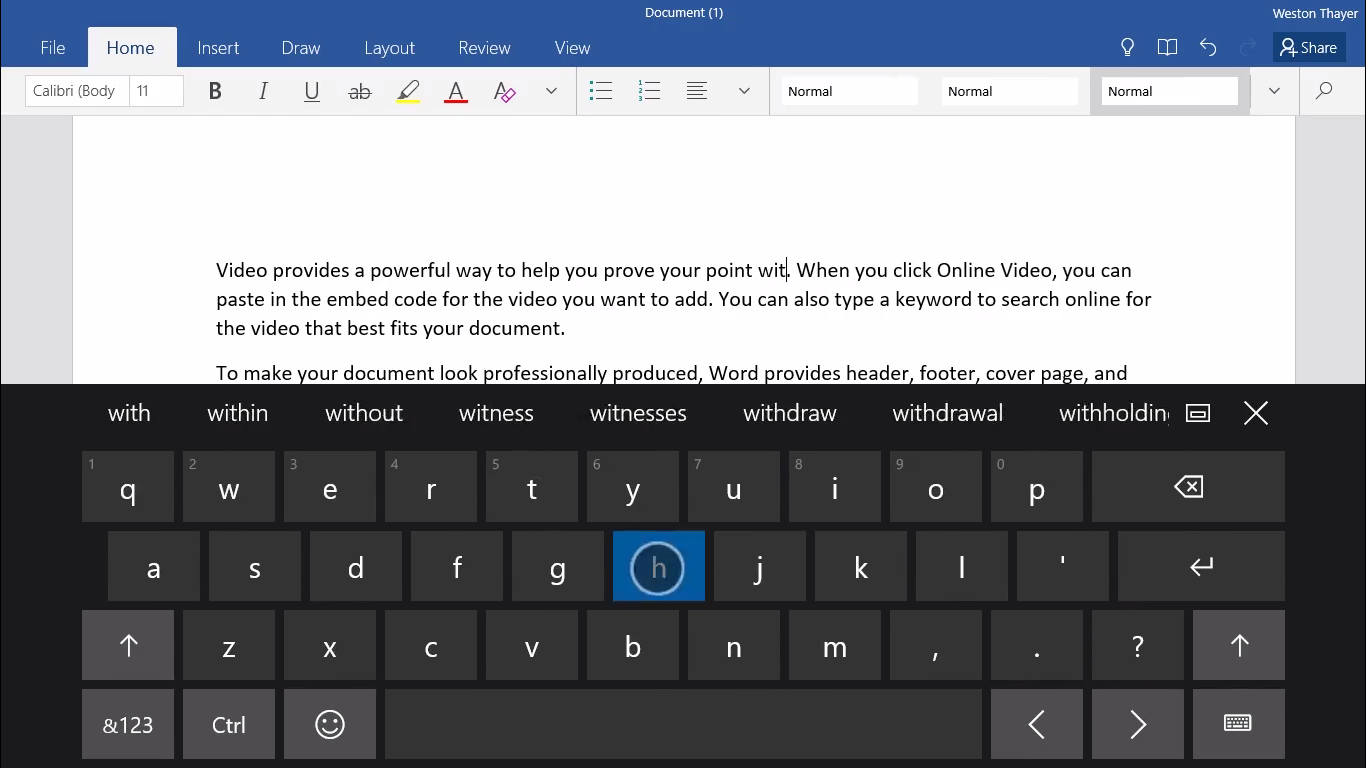 Document (1)
Weston Thayer
File Home Insert Draw Layout Review View Share
Calibri (Body 11 B I U ab A A Normal Normal Normal
Video provides a powerful way to help you prove your point wit. When you click Online Video, you can
paste in the embed code for the video you want to add. You can also type a keyword to search online for
the video that best fits your document.
To make your document look professionally produced, Word provides header, footer, cover page, and
with within without witness witnesses withdraw withdrawal withholdin
1 2 3 4 5 6 7 8 9 0
q w e r t y u i o p
a s d f g h j k l '
z x c v b n m , . ?
&123 Ctrl